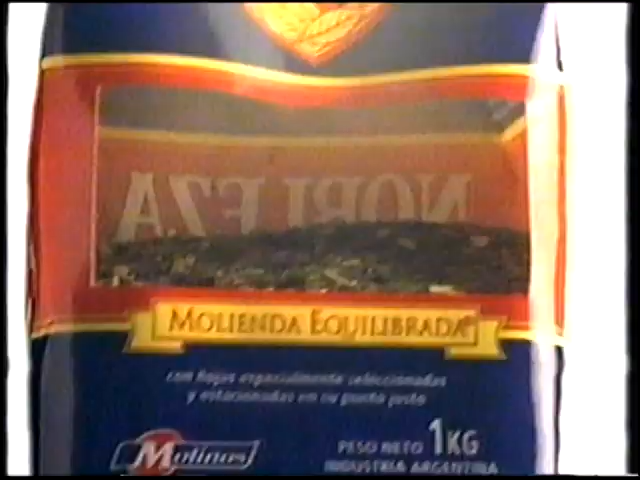 NOBLEZA
MOLIENDA EQUILIBRADA
con hojas especialmente seleccionadas
y estacionadas en su punto justo
Molinos
PESO NETO 1KG
INDUSTRIA ARGENTINA